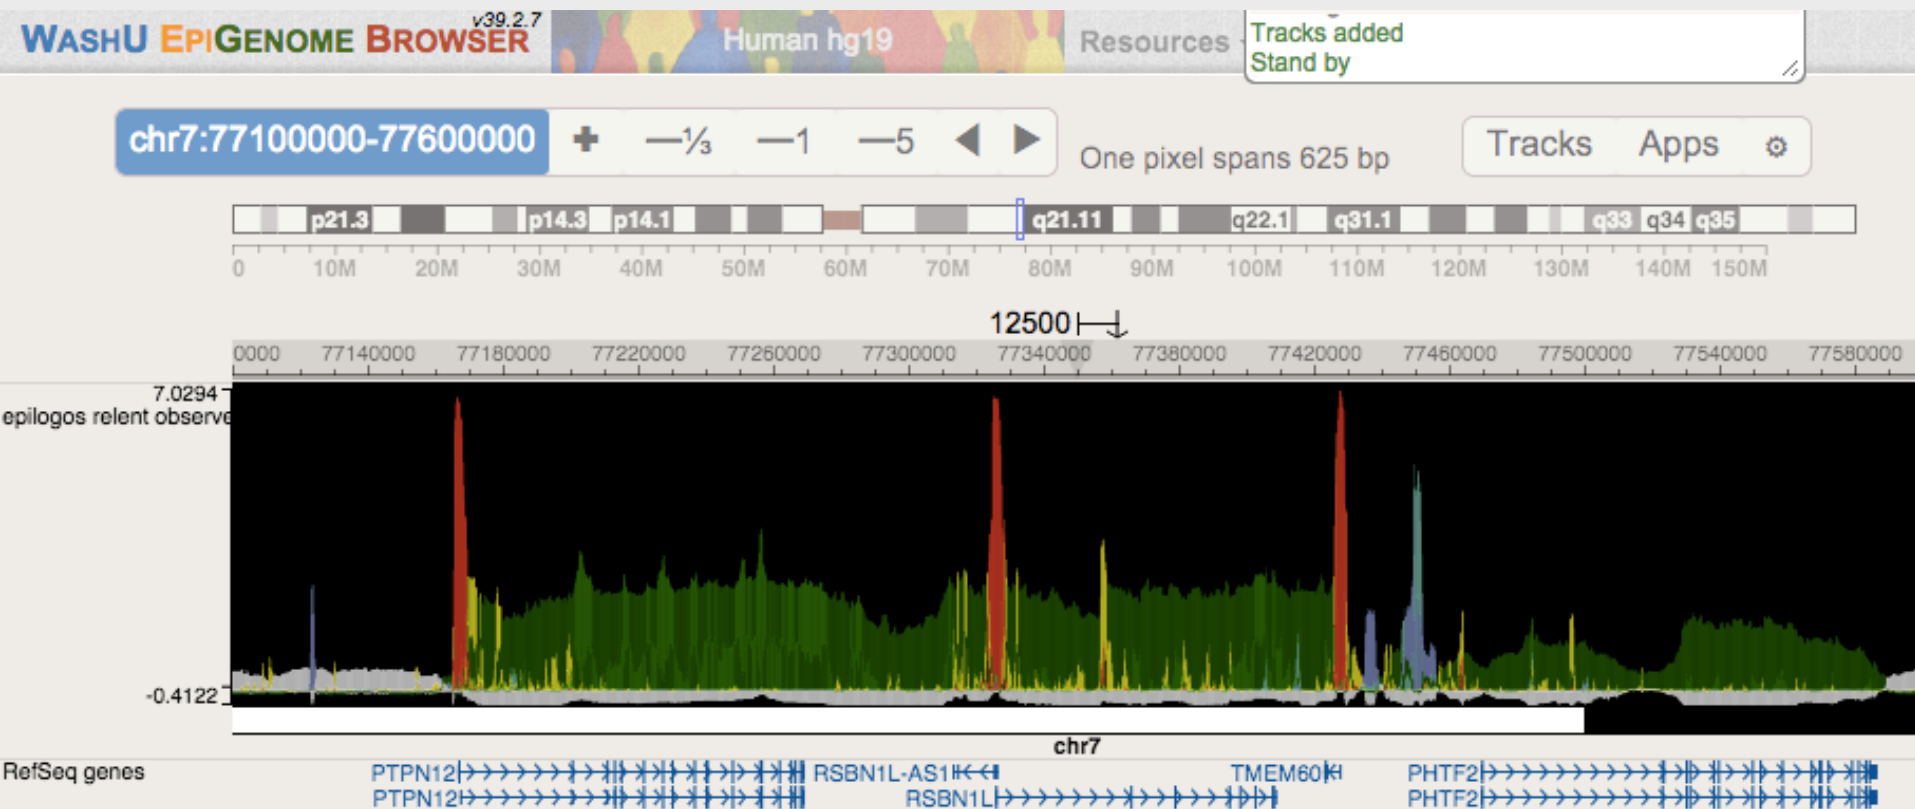 v39.2.7
WASHU EPIGENOME BROWSER
Human hg19
Resources
Tracks added
Stand by
chr7:77100000-77600000
+ —⅓ —1 —5
One pixel spans 625 bp
Tracks Apps
p21.3 p14.3 p14.1 q21.11 q22.1 q31.1 q33 q34 q35
0 10M 20M 30M 40M 50M 60M 70M 80M 90M 100M 110M 120M 130M 140M 150M
12500
0000 77140000 77180000 77220000 77260000 77300000 77340000 77380000 77420000 77460000 77500000 77540000 77580000
7.0294
epilogos relent observe
-0.4122
chr7
RefSeq genes
PTPN12 RSBN1L-AS1 TMEM60 PHTF2
PTPN12 RSBN1L PHTF2